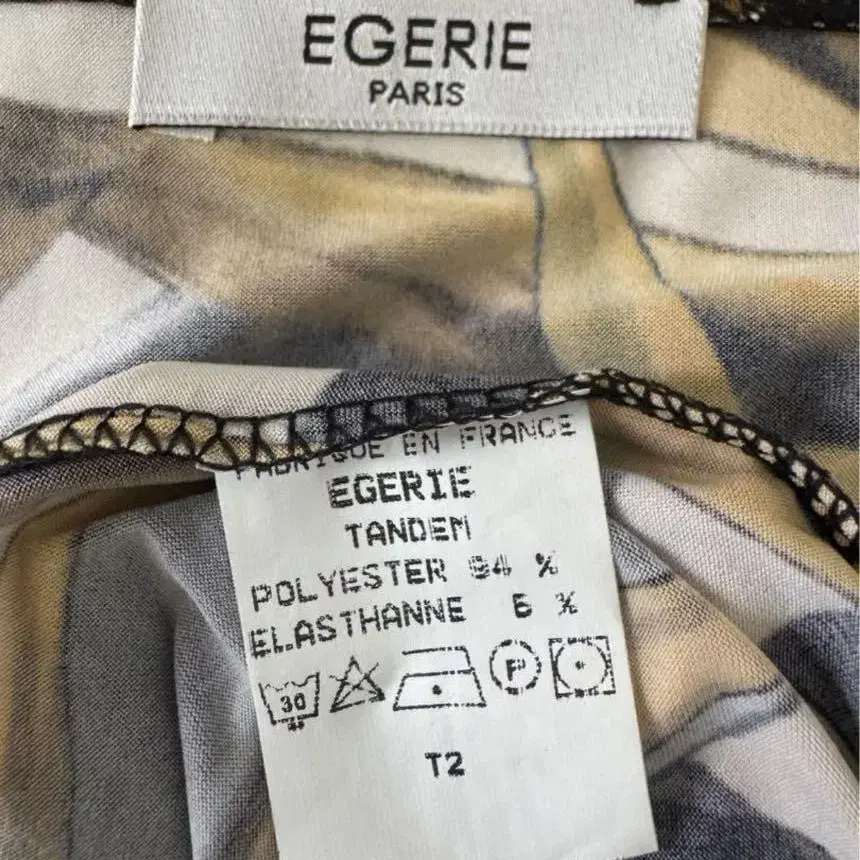 EGERIE
PARIS
FABRIQUE EN FRANCE
EGERIE
TANDEM
POLYESTER 94 %
ELASTHANNE 6 %
30
P
T2